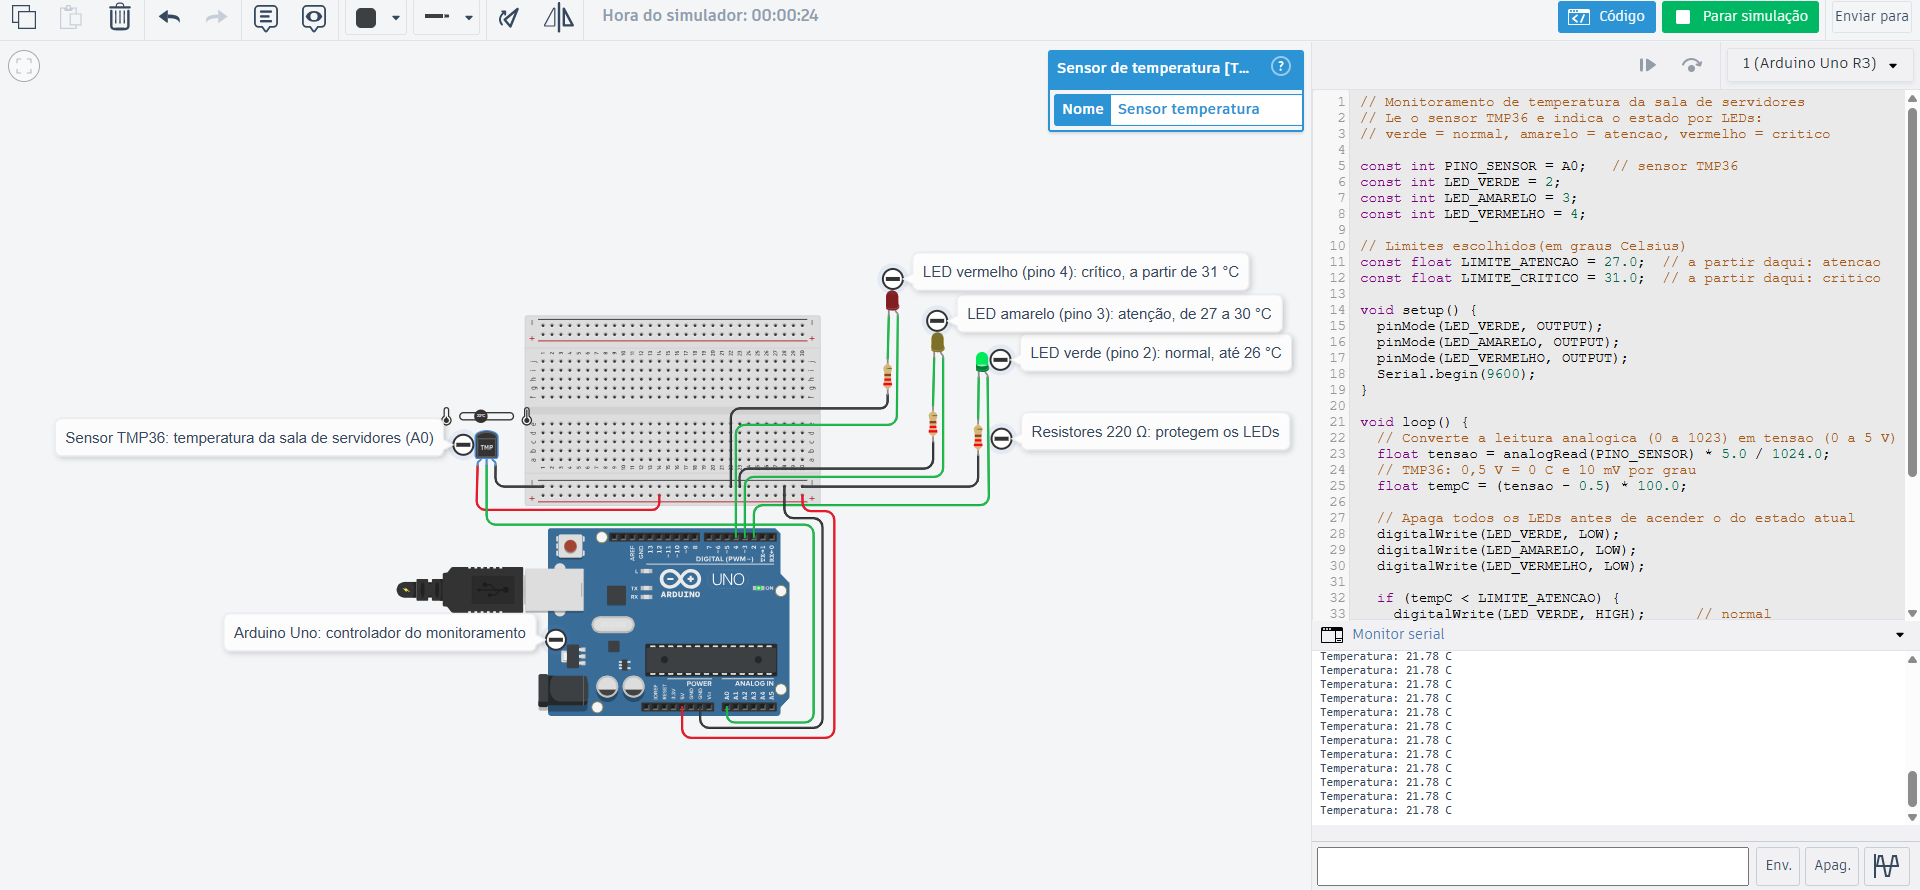 Hora do simulador: 00:00:24
Código
Parar simulação
Enviar para
Sensor de temperatura [T...
?
Nome
Sensor temperatura
1 (Arduino Uno R3)
LED vermelho (pino 4): crítico, a partir de 31 °C
LED amarelo (pino 3): atenção, de 27 a 30 °C
LED verde (pino 2): normal, até 26 °C
Sensor TMP36: temperatura da sala de servidores (A0)
TMP
Resistores 220 Ω: protegem os LEDs
Arduino Uno: controlador do monitoramento
DIGITAL (PWM~)
UNO
ARDUINO
TX
RX
ON
POWER
ANALOG IN
1 // Monitoramento de temperatura da sala de servidores
2 // Le o sensor TMP36 e indica o estado por LEDs:
3 // verde = normal, amarelo = atencao, vermelho = critico
4
5 const int PINO_SENSOR = A0;   // sensor TMP36
6 const int LED_VERDE = 2;
7 const int LED_AMARELO = 3;
8 const int LED_VERMELHO = 4;
9
10 // Limites escolhidos(em graus Celsius)
11 const float LIMITE_ATENCAO = 27.0;  // a partir daqui: atencao
12 const float LIMITE_CRITICO = 31.0;  // a partir daqui: critico
13
14 void setup() {
15   pinMode(LED_VERDE, OUTPUT);
16   pinMode(LED_AMARELO, OUTPUT);
17   pinMode(LED_VERMELHO, OUTPUT);
18   Serial.begin(9600);
19 }
20
21 void loop() {
22   // Converte a leitura analogica (0 a 1023) em tensao (0 a 5 V)
23   float tensao = analogRead(PINO_SENSOR) * 5.0 / 1024.0;
24   // TMP36: 0,5 V = 0 C e 10 mV por grau
25   float tempC = (tensao - 0.5) * 100.0;
26
27   // Apaga todos os LEDs antes de acender o do estado atual
28   digitalWrite(LED_VERDE, LOW);
29   digitalWrite(LED_AMARELO, LOW);
30   digitalWrite(LED_VERMELHO, LOW);
31
32   if (tempC < LIMITE_ATENCAO) {
33     digitalWrite(LED_VERDE, HIGH);      // normal
Monitor serial
Temperatura: 21.78 C
Temperatura: 21.78 C
Temperatura: 21.78 C
Temperatura: 21.78 C
Temperatura: 21.78 C
Temperatura: 21.78 C
Temperatura: 21.78 C
Temperatura: 21.78 C
Temperatura: 21.78 C
Temperatura: 21.78 C
Temperatura: 21.78 C
Temperatura: 21.78 C
Env.
Apag.